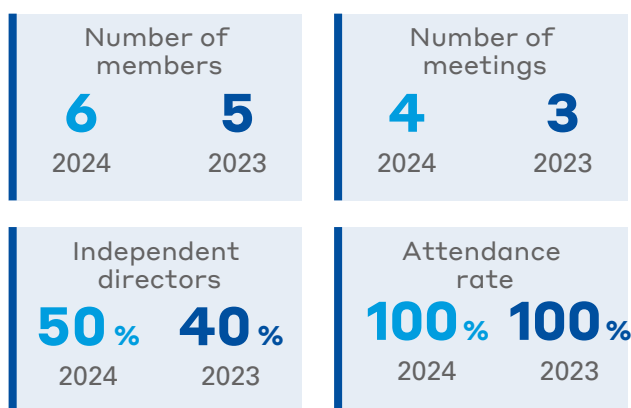 Number of
members
6 5
2024 2023
Number of
meetings
4 3
2024 2023
Independent
directors
50 % 40 %
2024 2023
Attendance
rate
100 % 100 %
2024 2023